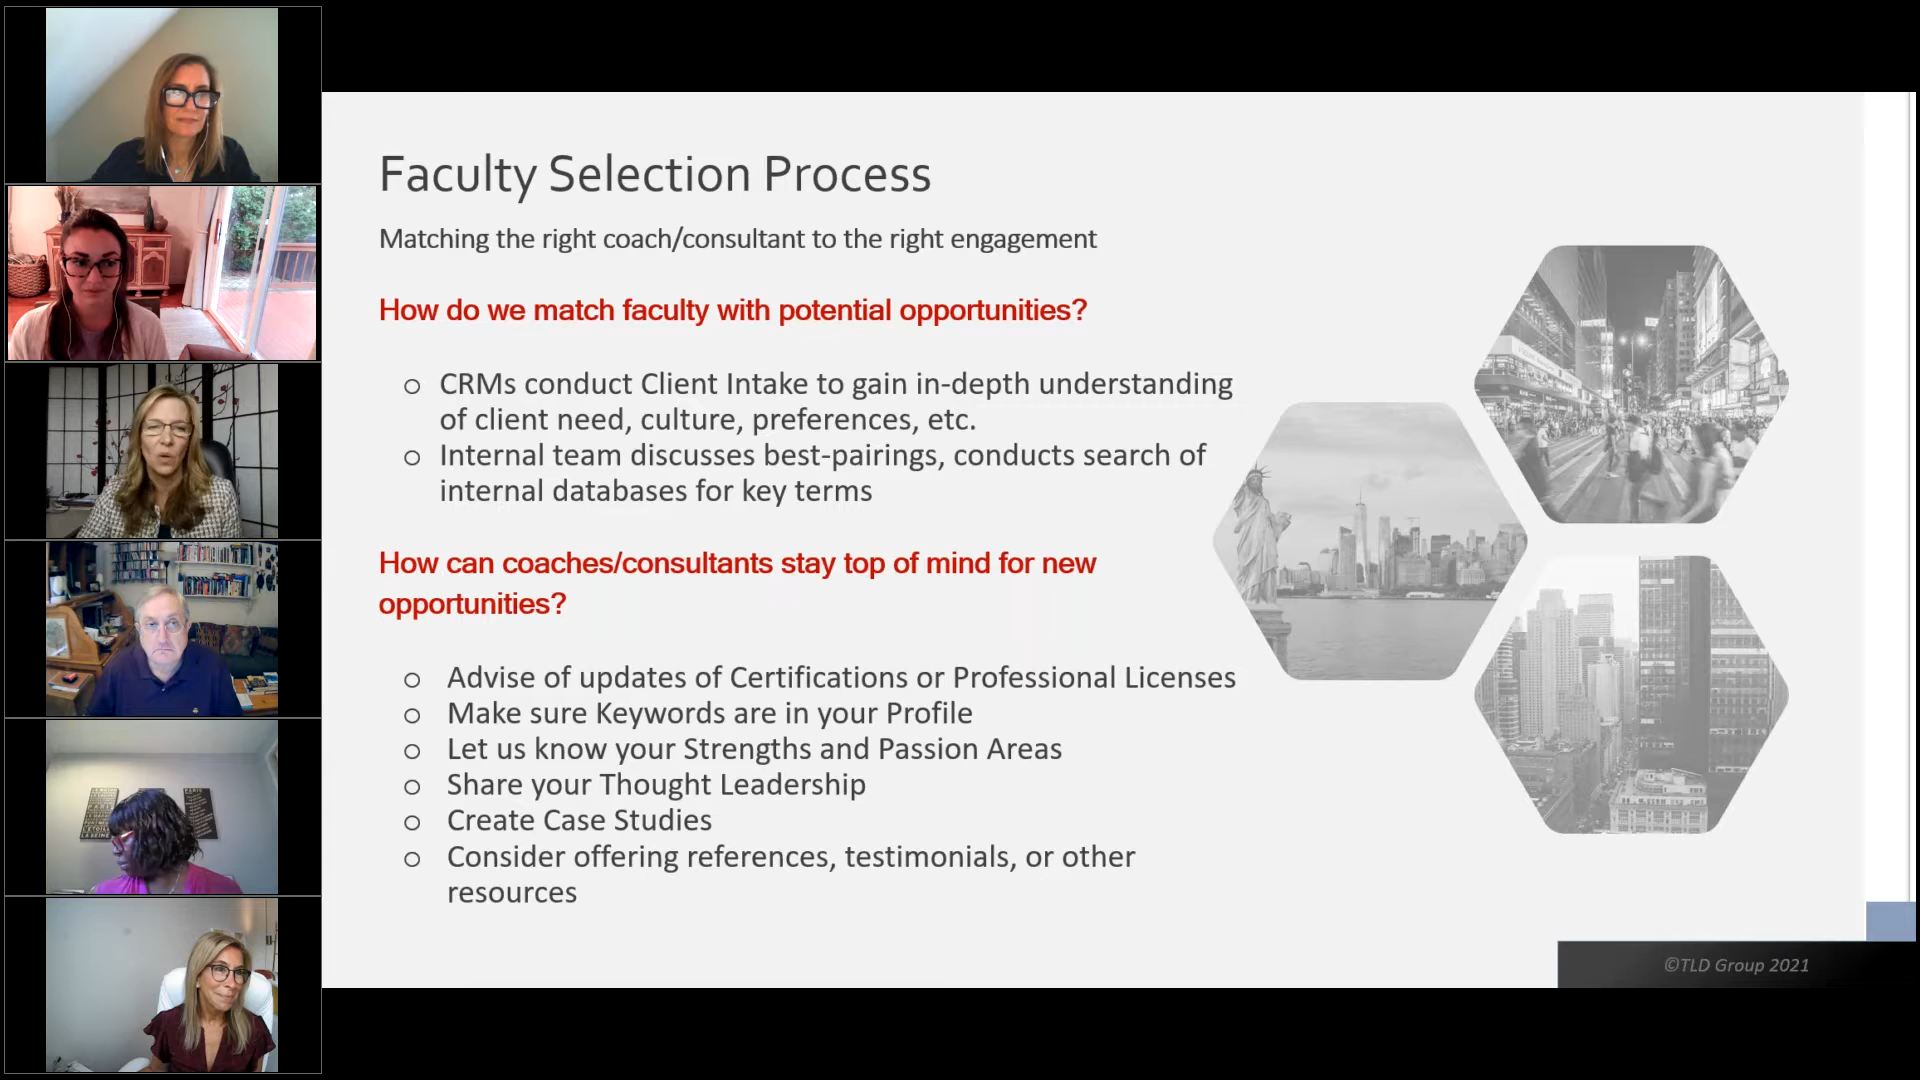 Faculty Selection Process
Matching the right coach/consultant to the right engagement
How do we match faculty with potential opportunities?
o CRMs conduct Client Intake to gain in-depth understanding
of client need, culture, preferences, etc.
o Internal team discusses best-pairings, conducts search of
internal databases for key terms
How can coaches/consultants stay top of mind for new
opportunities?
o Advise of updates of Certifications or Professional Licenses
o Make sure Keywords are in your Profile
o Let us know your Strengths and Passion Areas
o Share your Thought Leadership
o Create Case Studies
o Consider offering references, testimonials, or other
resources
©TLD Group 2021